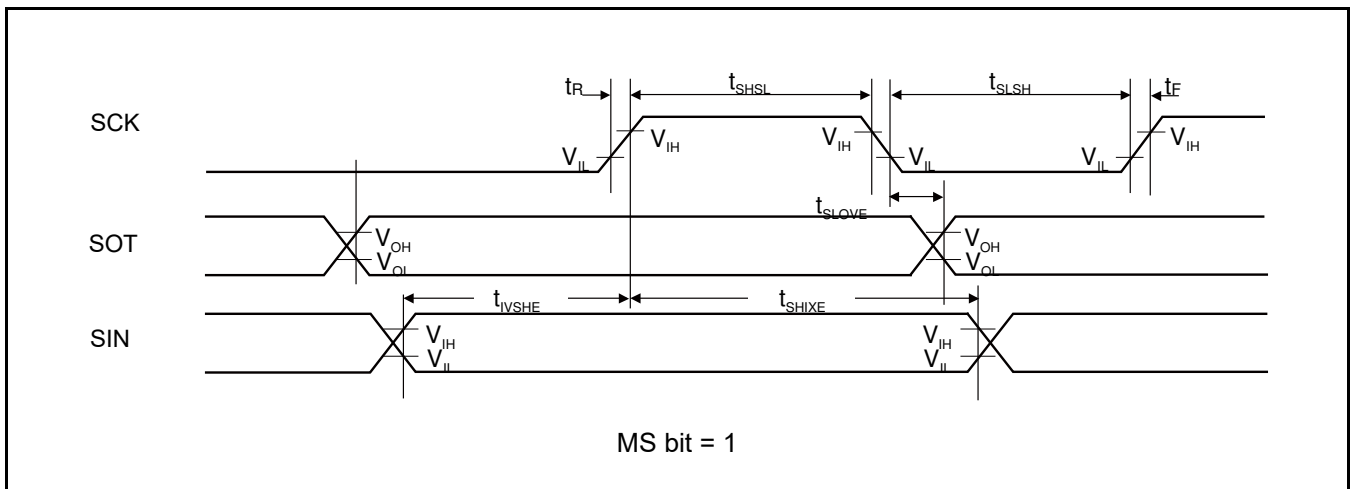 tR tSHSL tSLSH tF
SCK
VIH VIH VIH
VIL VIL VIL
tSLOVE
SOT
VOH VOH
VOL VOL
tIVSHE tSHIXE
SIN
VIH VIH
VIL VIL
MS bit = 1